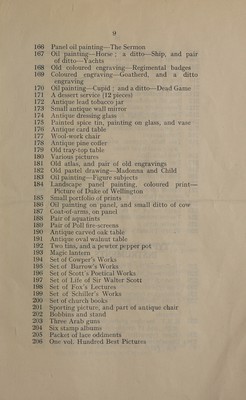 9
166 Panel oil painting—The Sermon
167 Oil painting—Horse ; a ditto—Ship, and pair
of ditto—Yachts
168 Old coloured engraving—Regimental badges
169 Coloured engraving—Goatherd, and a ditto
engraving
170 Oil painting—Cupid ; and a ditto—Dead Game
171 A dessert service (12 pieces)
172 Antique lead tobacco jar
173 Small antique wall mirror
174 Antique dressing glass
175 Painted spice tin, painting on glass, and vase
176 Antique card table
177 Wool-work chair
178 Antique pine coffer
179 Old tray-top table
180 Various pictures
181 Old atlas, and pair of old engravings
182 Old pastel drawing—Madonna and Child
183 Oil painting—Figure subjects
184 Landscape panel painting, coloured print—
Picture of Duke of Wellington
185 Small portfolio of prints
186 Oil painting on panel, and small ditto of cow
187 Coat-of-arms, on panel
188 Pair of aquatints
189 Pair of Poll fire-screens
190 Antique carved oak table
191 Antique oval walnut table
192 Two tins, and a pewter pepper pot
193 Magic lantern
194 Set of Cowper's Works
195 Set of Barrow's Works
196 Set of Scott's Poetical Works
197 Set of Life of Sir Walter Scott
198 Set of Fox's Lectures
199 Set of Schiller's Works
200 Set of church books
201 Sporting picture, and part of antique chair
202 Bobbins and stand
203 Three Arab guns
204 Six stamp albums
205 Packet of lace oddments
206 One vol. Hundred Best Pictures